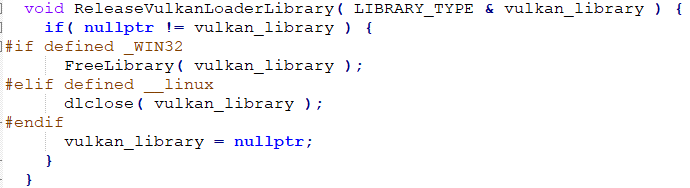 void ReleaseVulkanLoaderLibrary( LIBRARY_TYPE & vulkan_library ) {
if( nullptr != vulkan_library ) {
#if defined _WIN32
FreeLibrary( vulkan_library );
#elif defined __linux
dlclose( vulkan_library );
#endif
vulkan_library = nullptr;
}
}